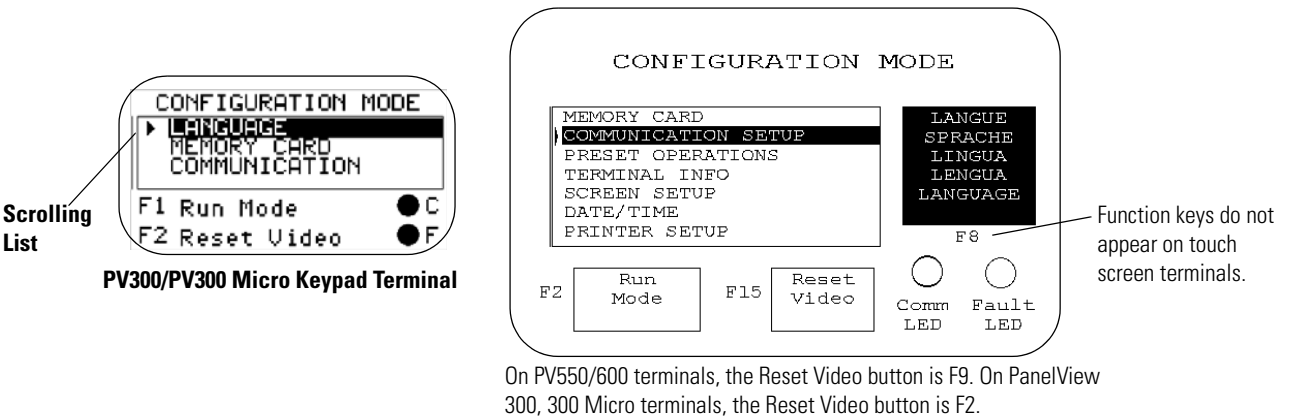 CONFIGURATION MODE
LANGUAGE
MEMORY CARD
COMMUNICATION
F1 Run Mode C
F2 Reset Video F
Scrolling
List
PV300/PV300 Micro Keypad Terminal
CONFIGURATION MODE
MEMORY CARD
COMMUNICATION SETUP
PRESET OPERATIONS
TERMINAL INFO
SCREEN SETUP
DATE/TIME
PRINTER SETUP
LANGUE
SPRACHE
LINGUA
LENGUA
LANGUAGE
F8
F2
Run
Mode
F15
Reset
Video
Comm
LED
Fault
LED
Function keys do not
appear on touch
screen terminals.
On PV550/600 terminals, the Reset Video button is F9. On PanelView
300, 300 Micro terminals, the Reset Video button is F2.